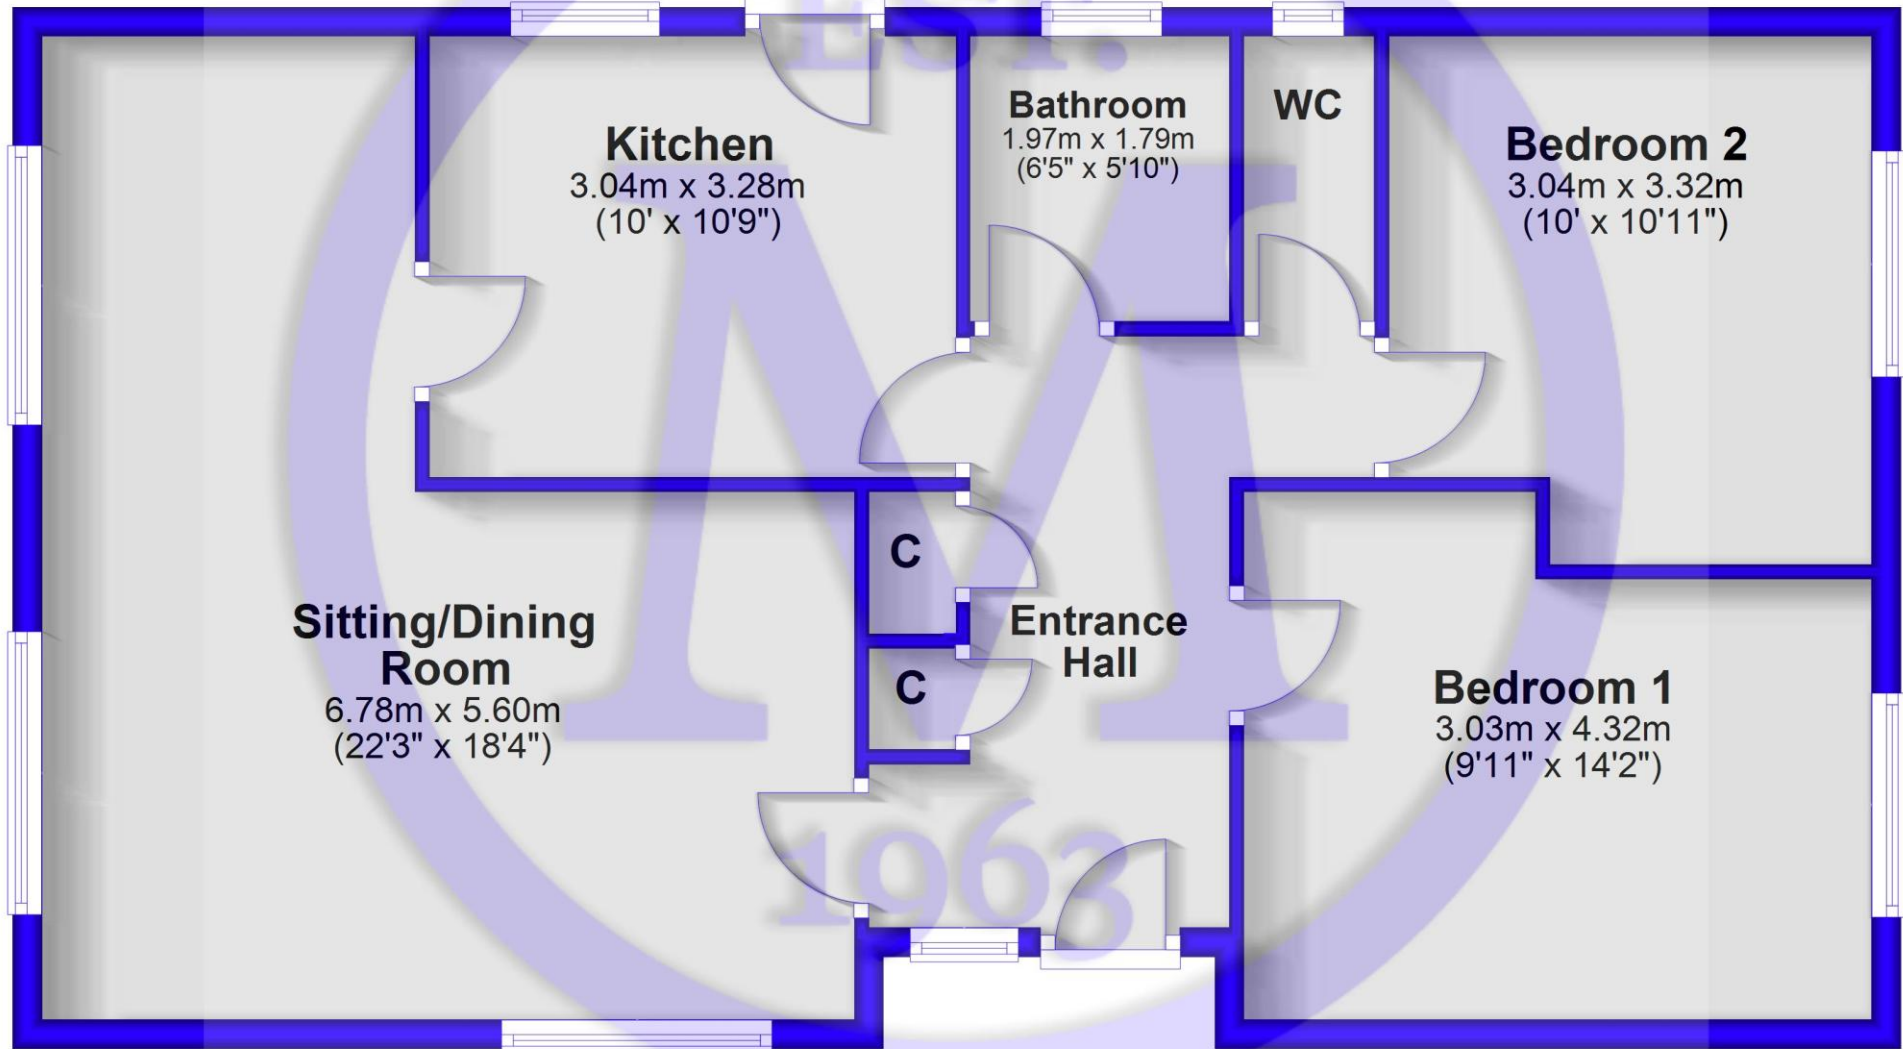 EST.
Kitchen
3.04m x 3.28m
(10' x 10'9")
Bathroom
1.97m x 1.79m
(6'5" x 5'10")
WC
Bedroom 2
3.04m x 3.32m
(10' x 10'11")
M
C
C
Sitting/Dining
Room
6.78m x 5.60m
(22'3" x 18'4")
Entrance
Hall
Bedroom 1
3.03m x 4.32m
(9'11" x 14'2")
1963